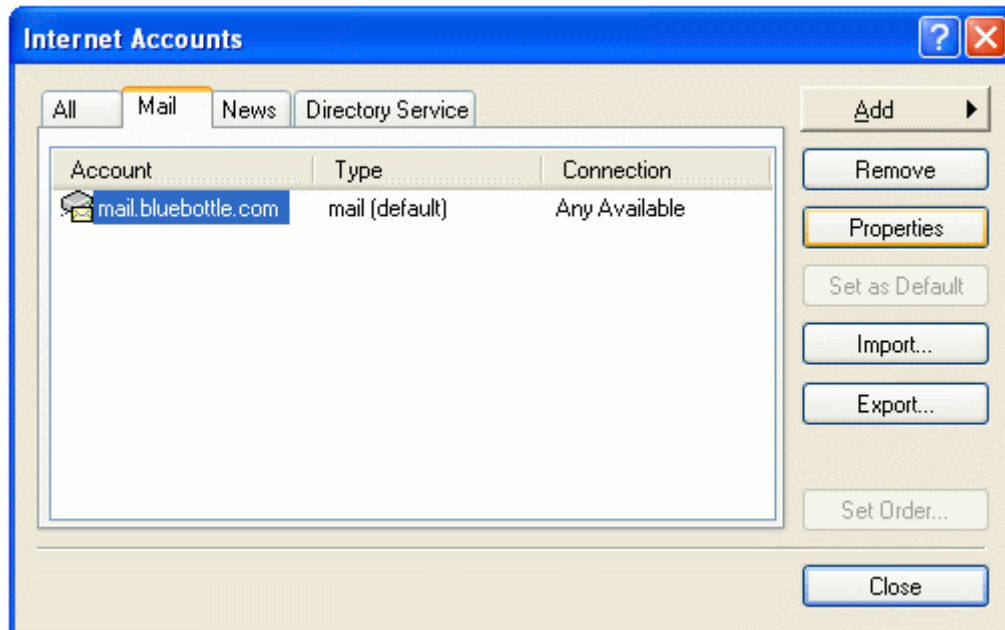 Internet Accounts
All Mail News Directory Service
Add
Account Type Connection
Remove
mail.bluebottle.com mail (default) Any Available
Properties
Set as Default
Import...
Export...
Set Order...
Close